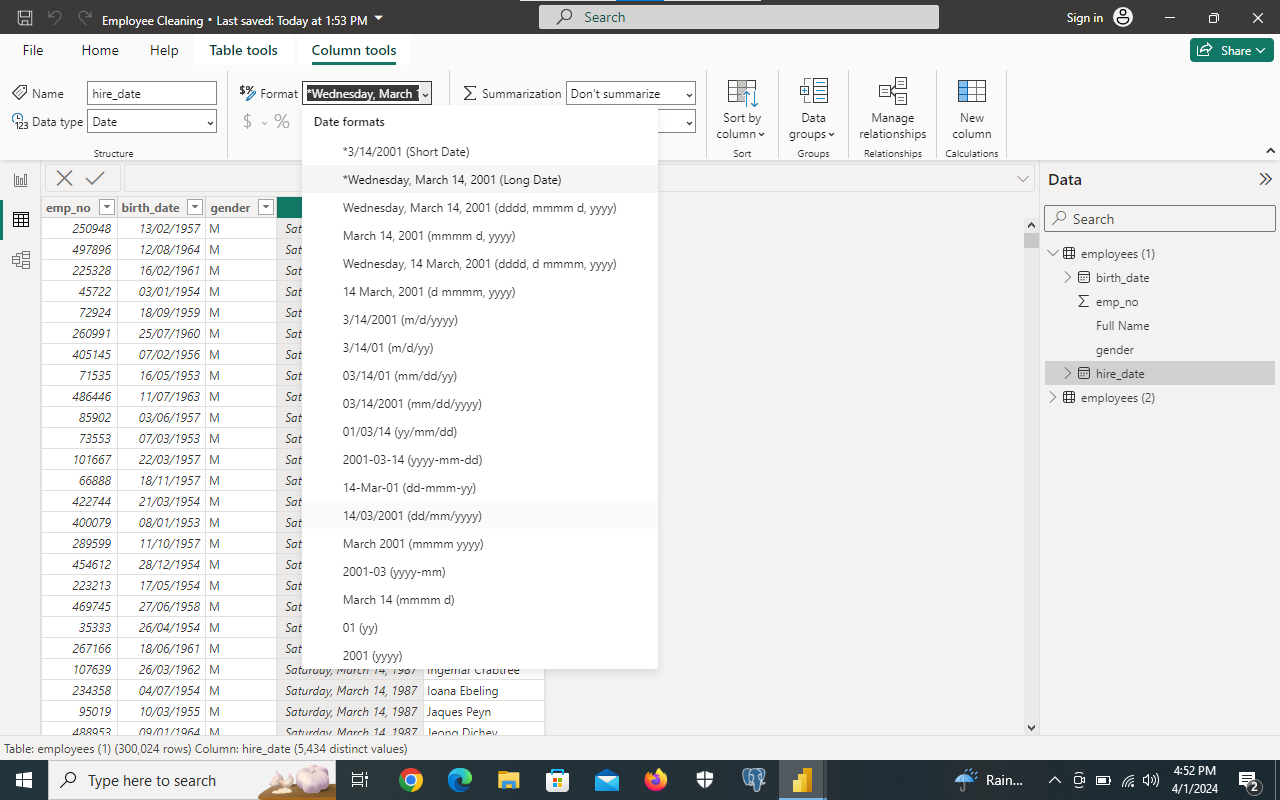 Employee Cleaning • Last saved: Today at 1:53 PM
Search
Sign in
File
Home
Help
Table tools
Column tools
Share
Name
hire_date
Format
*Wednesday, March 1
Summarization
Don't summarize
Data type
Date
$
%
Sort by
column
Data
groups
Manage
relationships
New
column
Structure
Sort
Groups
Relationships
Calculations
Date formats
*3/14/2001 (Short Date)
*Wednesday, March 14, 2001 (Long Date)
Wednesday, March 14, 2001 (dddd, mmmm d, yyyy)
March 14, 2001 (mmmm d, yyyy)
Wednesday, 14 March, 2001 (dddd, d mmmm, yyyy)
14 March, 2001 (d mmmm, yyyy)
3/14/2001 (m/d/yyyy)
3/14/01 (m/d/yy)
03/14/01 (mm/dd/yy)
03/14/2001 (mm/dd/yyyy)
01/03/14 (yy/mm/dd)
2001-03-14 (yyyy-mm-dd)
14-Mar-01 (dd-mmm-yy)
14/03/2001 (dd/mm/yyyy)
March 2001 (mmmm yyyy)
2001-03 (yyyy-mm)
March 14 (mmmm d)
01 (yy)
2001 (yyyy)
emp_no birth_date gender
250948 13/02/1957 M Sat
497896 12/08/1964 M Sat
225328 16/02/1961 M Sat
45722 03/01/1954 M Sat
72924 18/09/1959 M Sat
260991 25/07/1960 M Sat
405145 07/02/1956 M Sat
71535 16/05/1953 M Sat
486446 11/07/1963 M Sat
85902 03/06/1957 M Sat
73553 07/03/1953 M Sat
101667 22/03/1957 M Sat
66888 18/11/1957 M Sat
422744 21/03/1954 M Sat
400079 08/01/1953 M Sat
289599 11/10/1957 M Sat
454612 28/12/1954 M Sat
223213 17/05/1954 M Sat
469745 27/06/1958 M Sat
35333 26/04/1954 M Sat
267166 18/06/1961 M Sat
107639 26/03/1962 M Saturday, March 14, 1987 Ingemar Crabtree
234358 04/07/1954 M Saturday, March 14, 1987 Ioana Ebeling
95019 10/03/1955 M Saturday, March 14, 1987 Jaques Peyn
488953 09/01/1964 M Saturday, March 14, 1987 Jeong Dichev
Data
Search
employees (1)
birth_date
emp_no
Full Name
gender
hire_date
employees (2)
Table: employees (1) (300,024 rows) Column: hire_date (5,434 distinct values)
Type here to search
Rain...
4:52 PM
4/1/2024
2